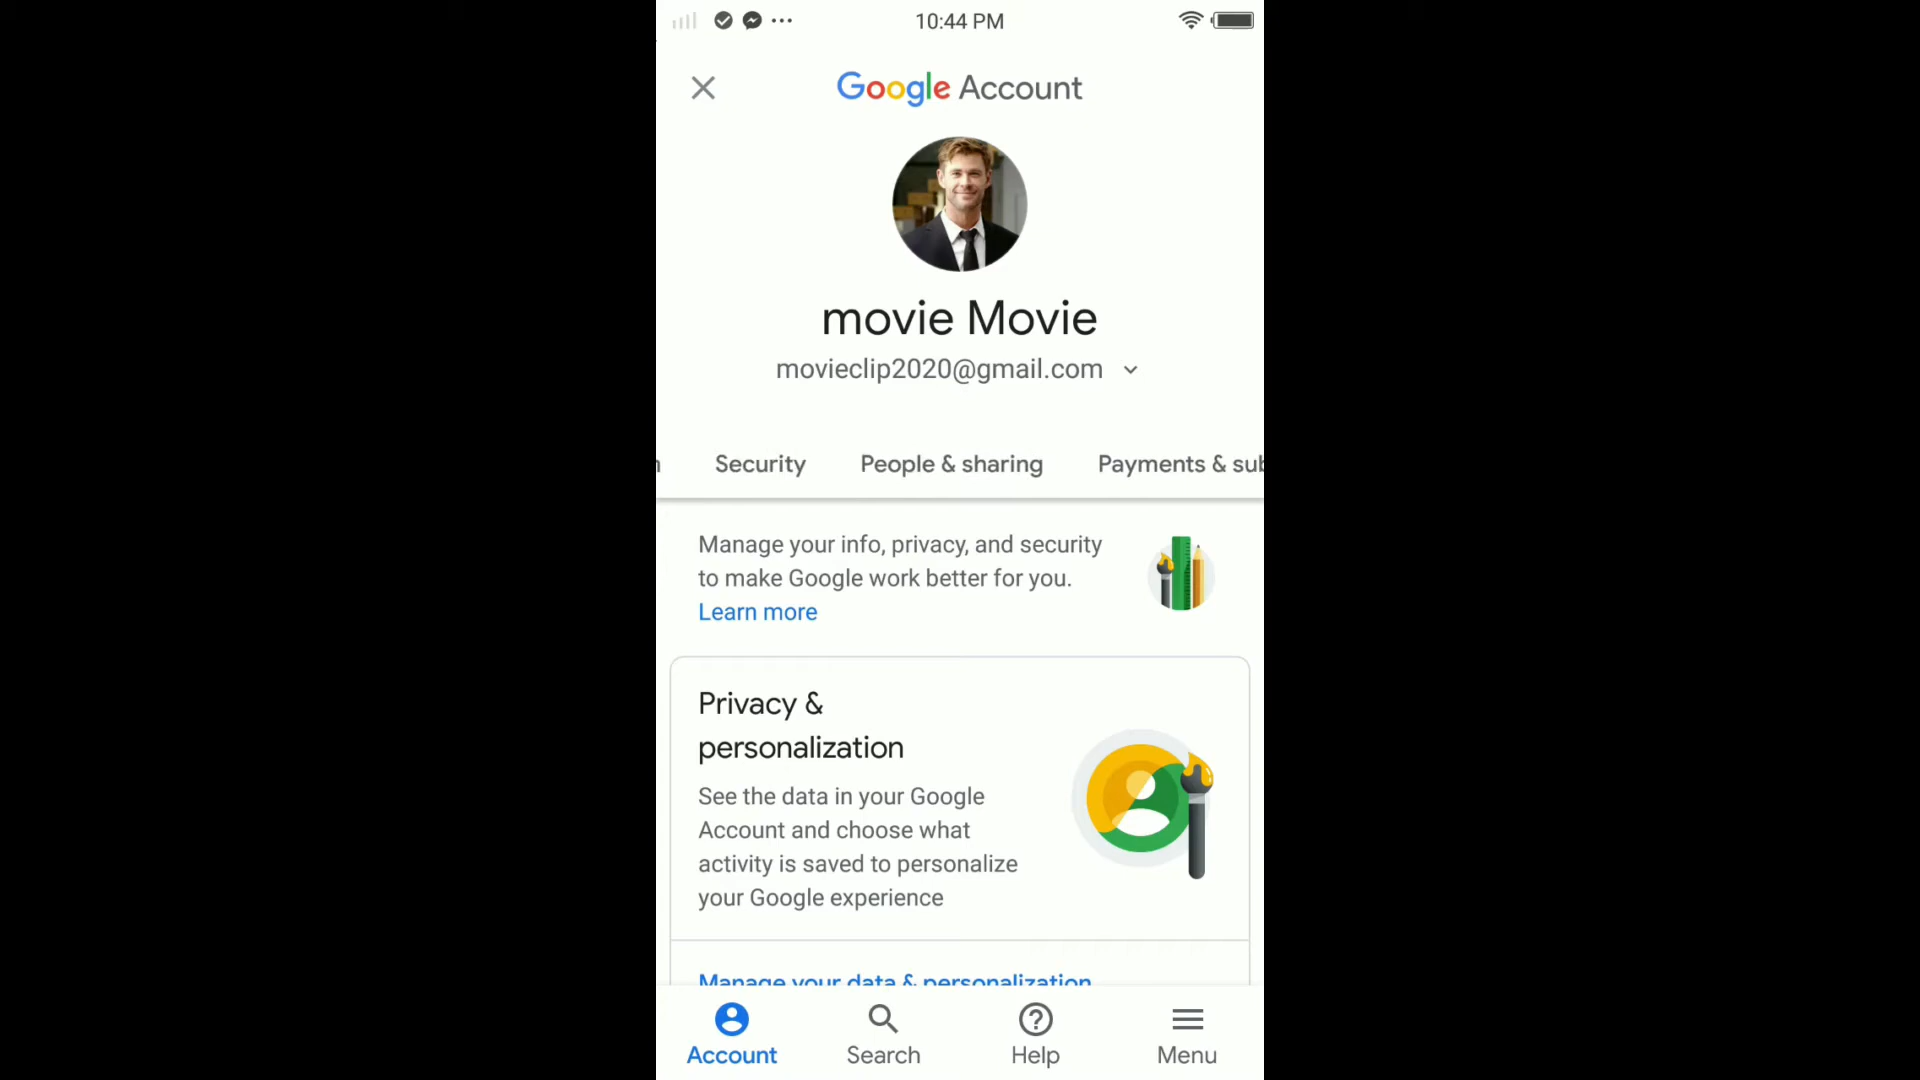 10:44 PM
Google Account
movie Movie
movieclip2020@gmail.com
Security People & sharing Payments & sub
Manage your info, privacy, and security
to make Google work better for you.
Learn more
Privacy &
personalization
See the data in your Google
Account and choose what
activity is saved to personalize
your Google experience
Manage your data & personalization
Account Search Help Menu